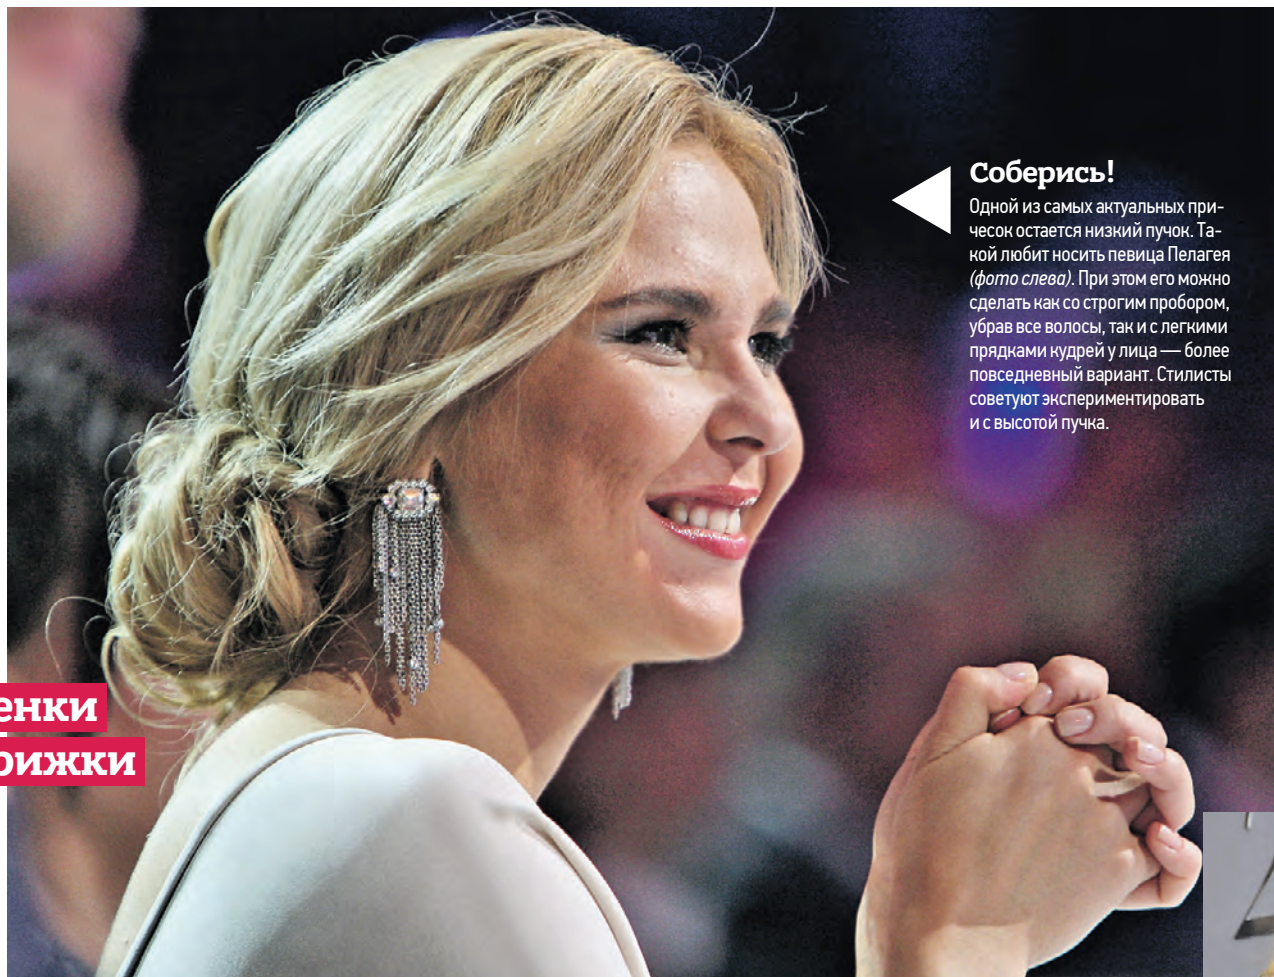 Соберись!
Одной из самых актуальных при-
чесок остается низкий пучок. Та-
кой любит носить певица Пелагея
(фото слева). При этом его можно
сделать как со строгим пробором,
убрав все волосы, так и с легкими
прядками кудрей у лица — более
повседневный вариант. Стилисты
советуют экспериментировать
и с высотой пучка.
енки
рижки